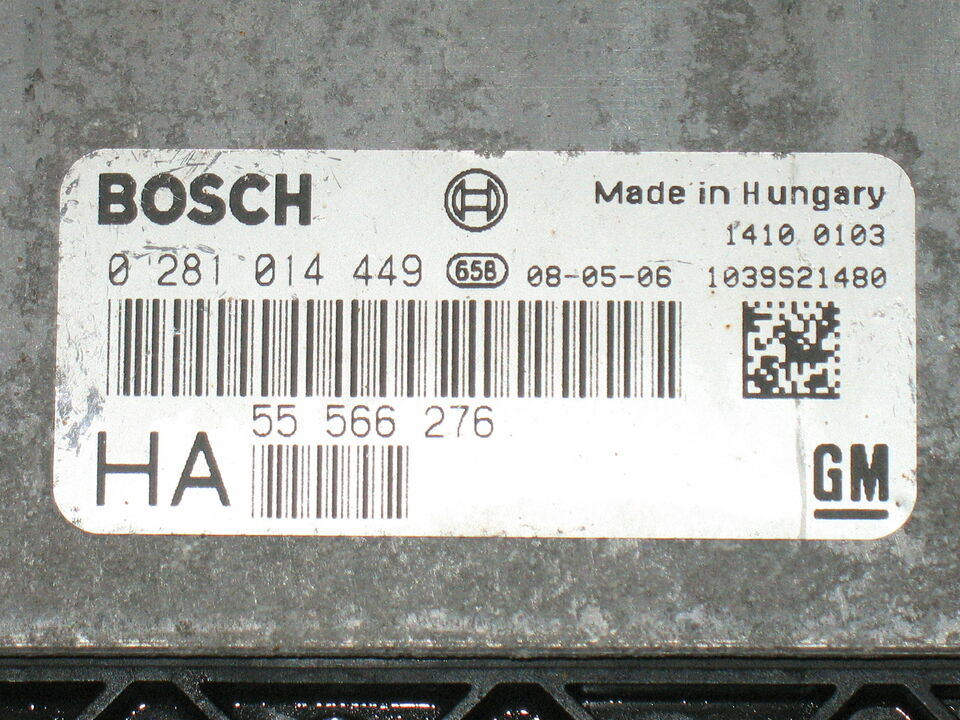 BOSCH Made in Hungary
1410 0103
0 281 014 449 658 08-05-06 1039S21480
55 566 276
HA
GM